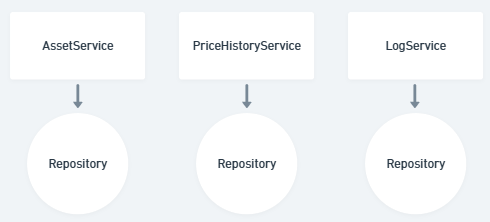 AssetService
PriceHistoryService
LogService
Repository
Repository
Repository